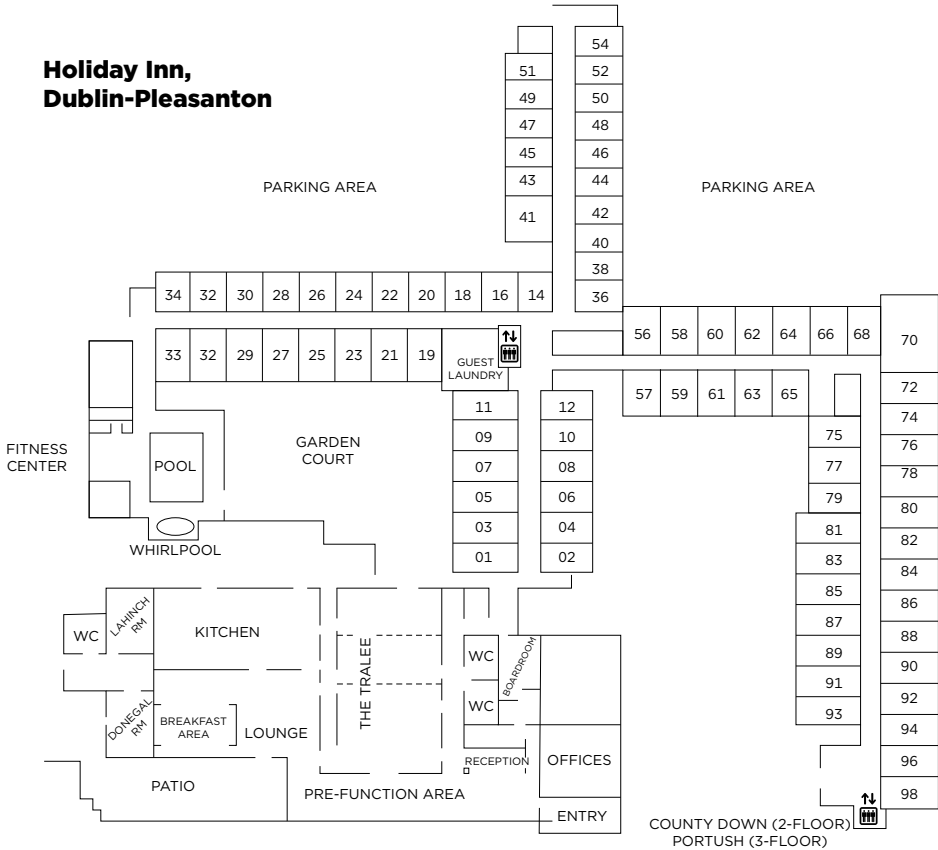 Holiday Inn,
Dublin-Pleasanton
54
51
52
49
50
47
48
45
46
PARKING AREA
43
44
PARKING AREA
41
42
40
38
34
32
30
28
26
24
22
20
18
16
14
36
56
58
60
62
64
66
68
70
33
32
29
27
25
23
21
19
GUEST
LAUNDRY
72
57
59
61
63
65
11
12
74
FITNESS
CENTER
POOL
GARDEN
COURT
09
10
75
76
07
08
77
78
05
06
79
80
03
04
81
82
WHIRLPOOL
01
02
83
84
85
86
WC
LAHINCH
RM
KITCHEN
THE TRALEE
WC
BOARDROOM
87
88
89
90
91
92
WC
93
94
DONEGAL
RM
BREAKFAST
AREA
LOUNGE
RECEPTION
OFFICES
96
PATIO
PRE-FUNCTION AREA
98
ENTRY
COUNTY DOWN (2-FLOOR)
PORTUSH (3-FLOOR)